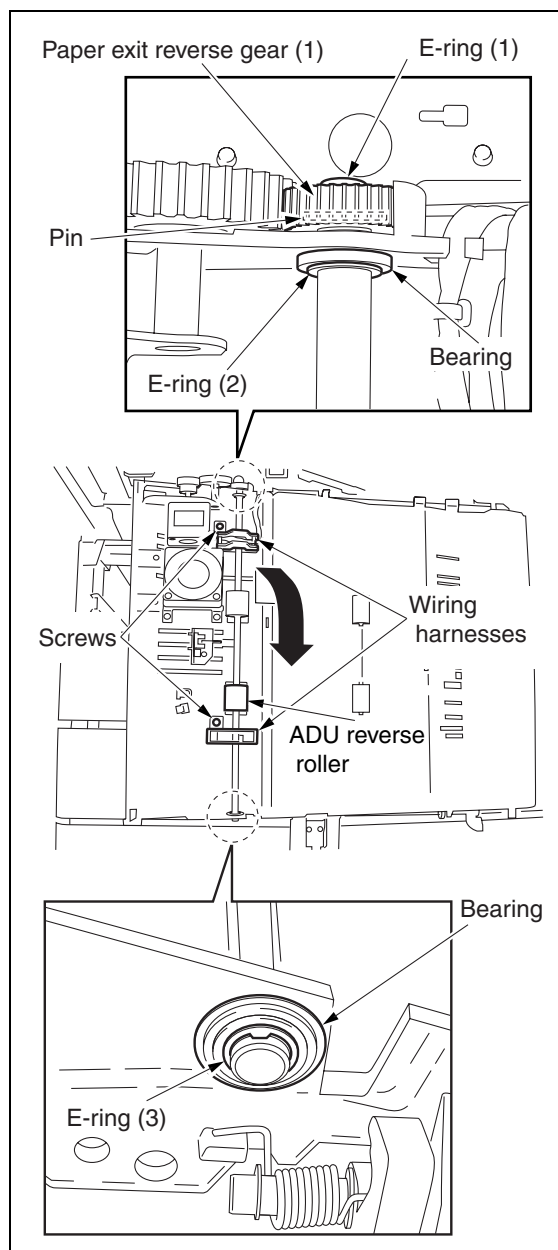 Paper exit reverse gear (1)
E-ring (1)
Pin
Bearing
E-ring (2)
Wiring
harnesses
Screws
ADU reverse
roller
Bearing
E-ring (3)